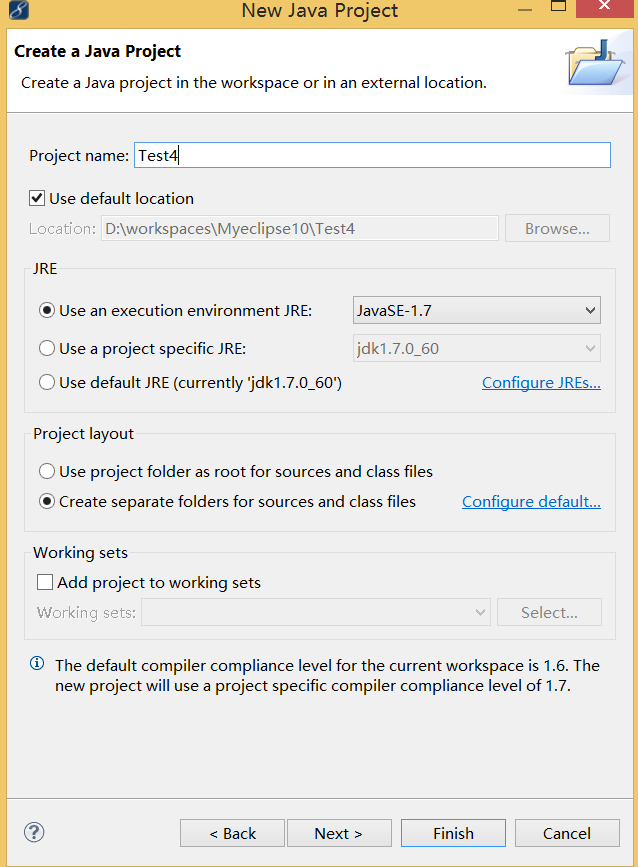 New Java Project
Create a Java Project
Create a Java project in the workspace or in an external location.
Project name: Test4
Use default location
Location: D:\workspaces\Myeclipse10\Test4 Browse...
JRE
Use an execution environment JRE: JavaSE-1.7
Use a project specific JRE: jdk1.7.0_60
Use default JRE (currently 'jdk1.7.0_60') Configure JREs...
Project layout
Use project folder as root for sources and class files
Create separate folders for sources and class files Configure default...
Working sets
Add project to working sets
Working sets: Select...
The default compiler compliance level for the current workspace is 1.6. The
new project will use a project specific compiler compliance level of 1.7.
? < Back Next > Finish Cancel